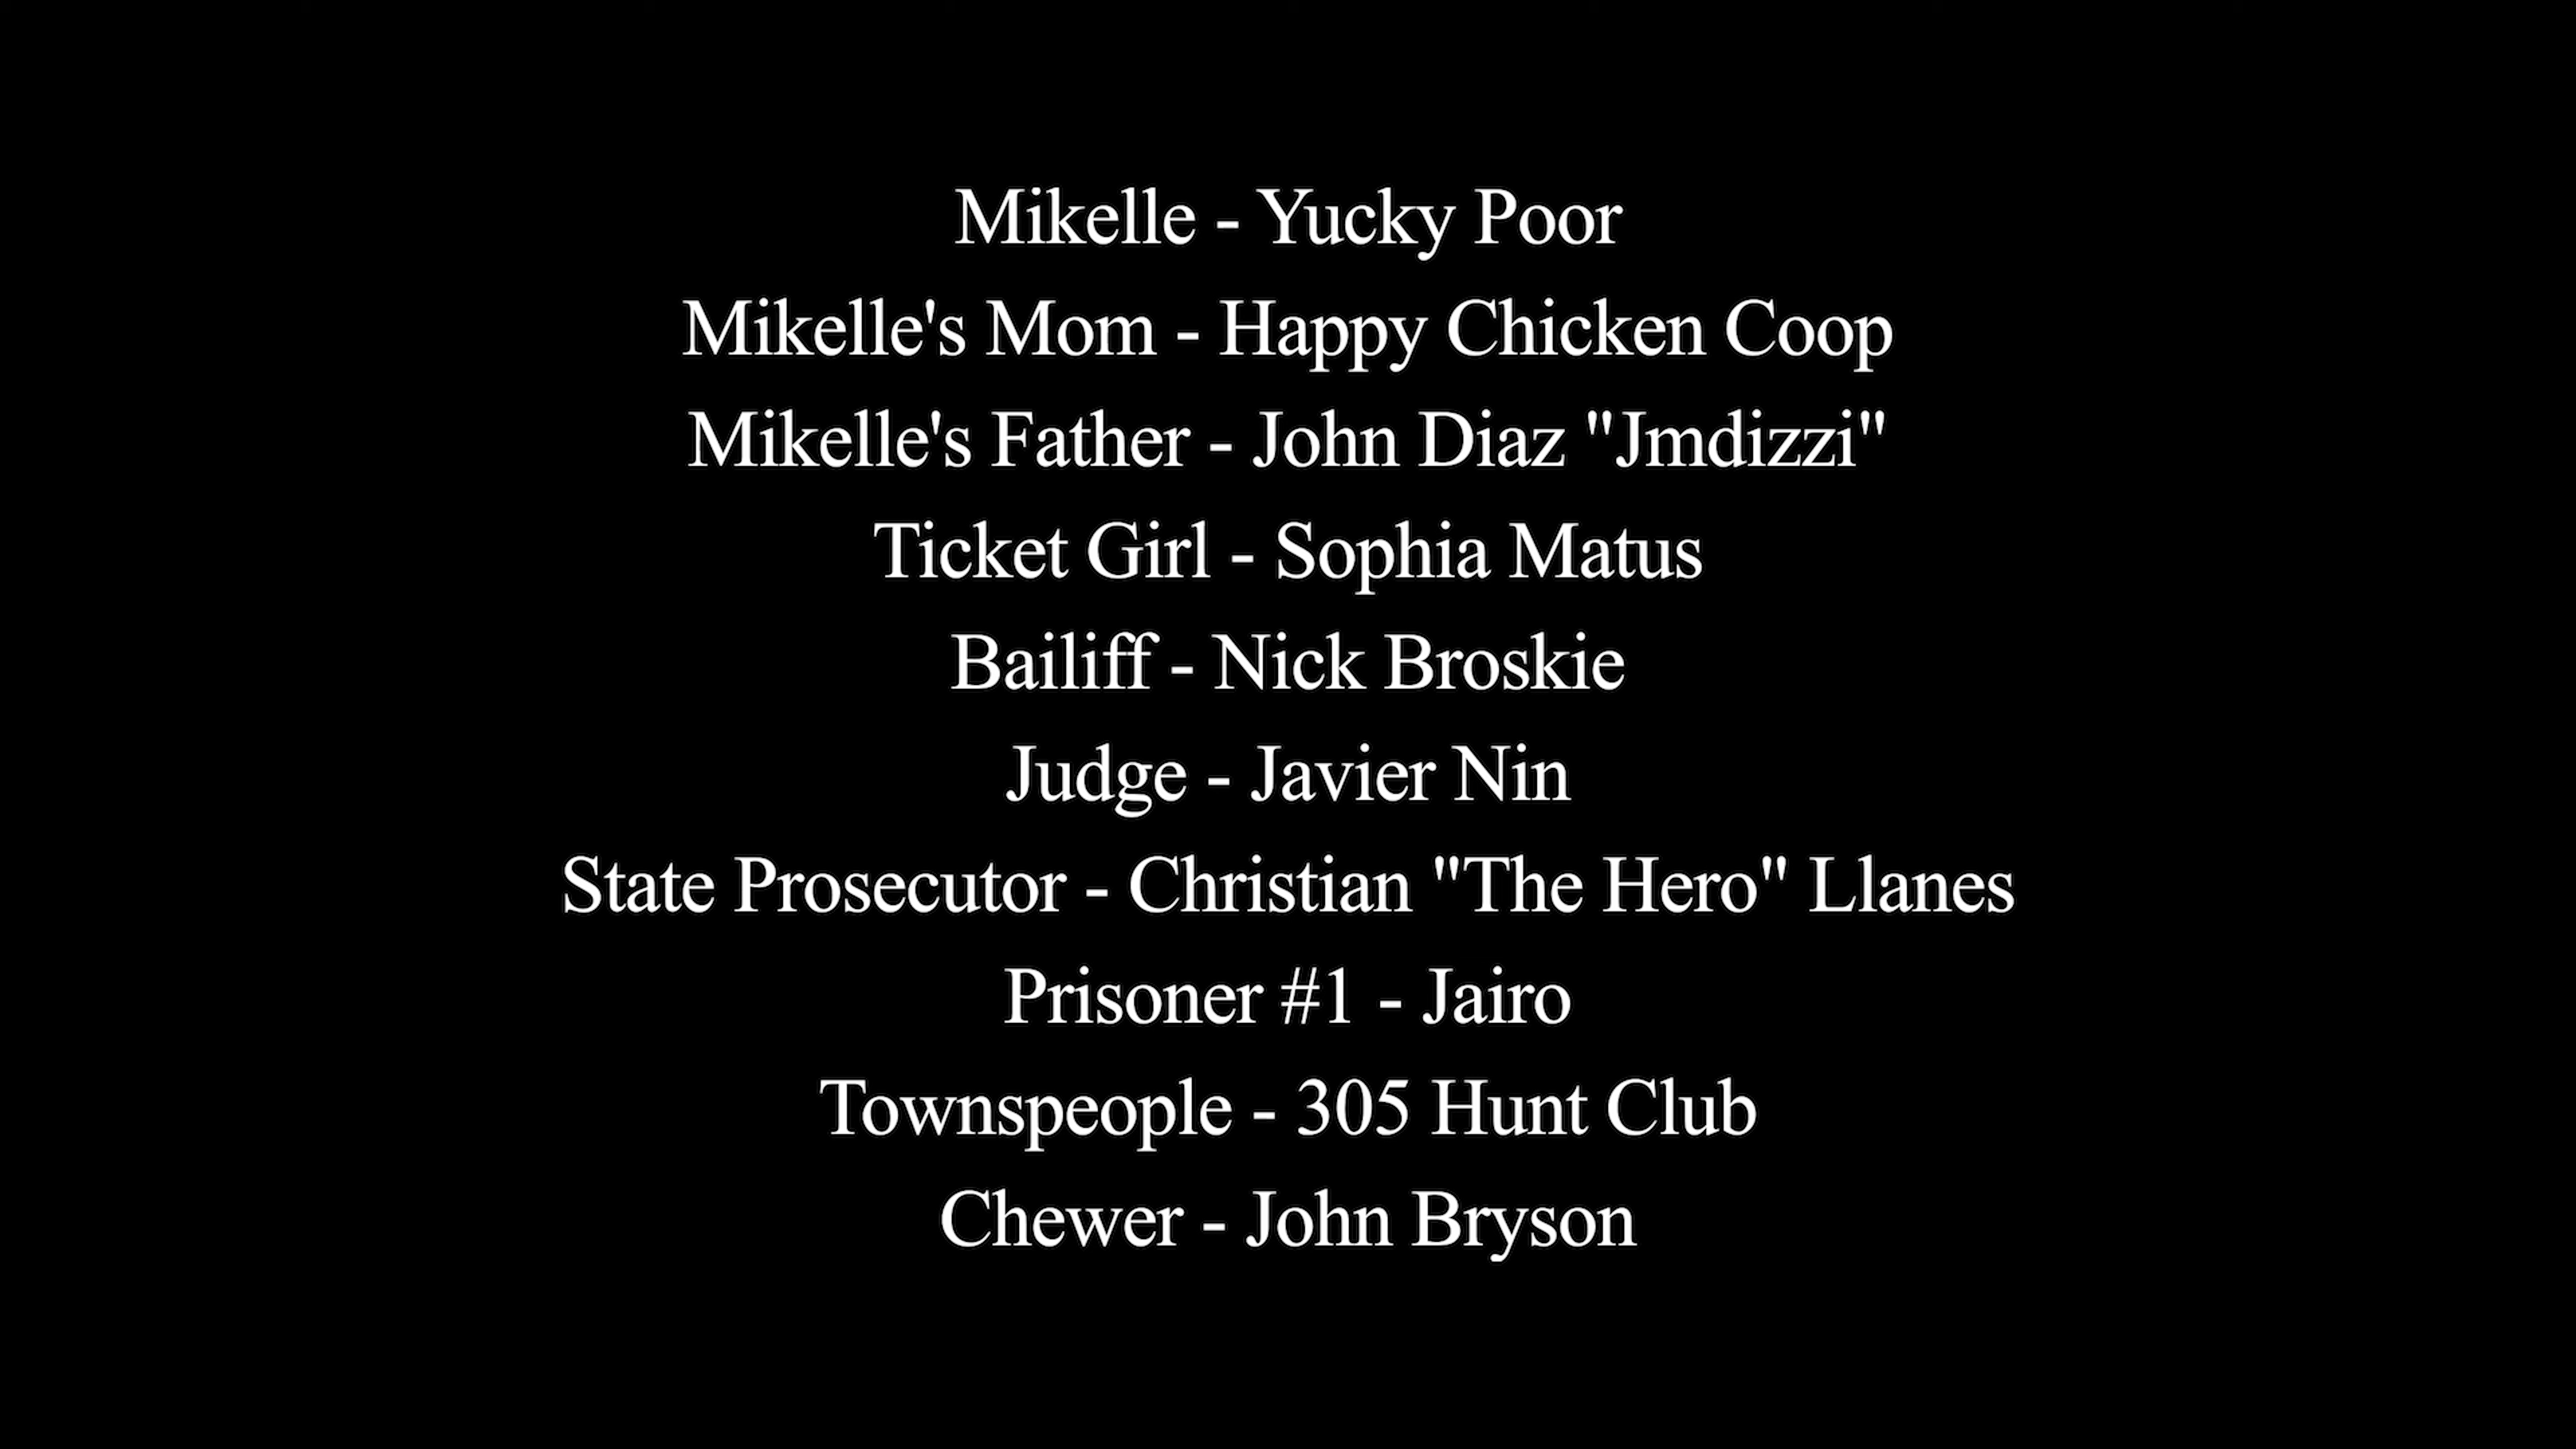 Mikelle - Yucky Poor
Mikelle's Mom - Happy Chicken Coop
Mikelle's Father - John Diaz "Jmdizzi"
Ticket Girl - Sophia Matus
Bailiff - Nick Broskie
Judge - Javier Nin
State Prosecutor - Christian "The Hero" Llanes
Prisoner #1 - Jairo
Townspeople - 305 Hunt Club
Chewer - John Bryson